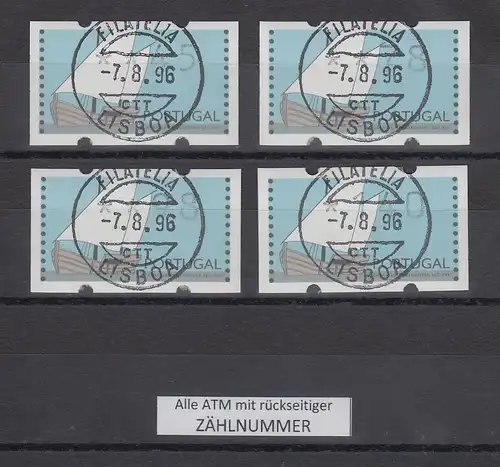 FILATELIA
-7.8.96
CTT
LISBOA
PORTUGAL
FILATELIA
-7.8.96
CTT
LISBOA
PORTUGAL
FILATELIA
-7.8.96
CTT
LISBOA
PORTUGAL
FILATELIA
-7.8.96
CTT
LISBOA
PORTUGAL
Alle ATM mit rückseitiger
ZÄHLNUMMER